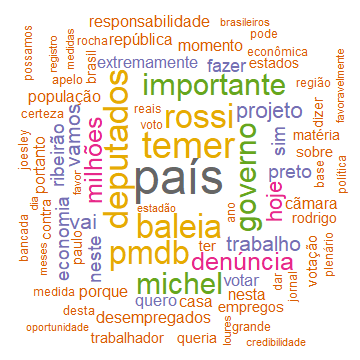 brasileiros
responsabilidade
pode
rocha república momento
possamos registro medidas
extremamente fazer econômica
apelo brasil estados
importante região favoravelmente
população
certeza reais rossi projeto
deputados voto dizer
joesley portanto ribeirão vamos milhões temer governo sim matéria
favor sobre
país hoje preto base política
bancada dia contra câmara
estadão baleia rodrigo
economia vai paulo ano
meses neste pmdb ter trabalho votação plenário
denúncia
michel dar jornal
medida porque votar
quero casa nesta
desta empregos
desempregados
oportunidade grande
trabalhador queria loures credibilidade